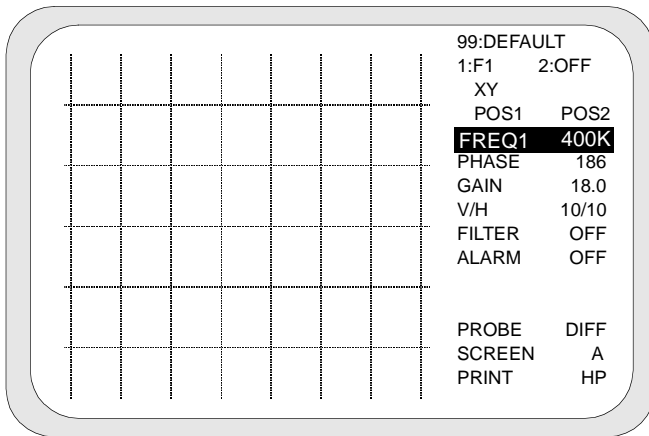 99:DEFAULT
1:F1 2:OFF
XY
POS1 POS2
FREQ1 400K
PHASE 186
GAIN 18.0
V/H 10/10
FILTER OFF
ALARM OFF
PROBE DIFF
SCREEN A
PRINT HP